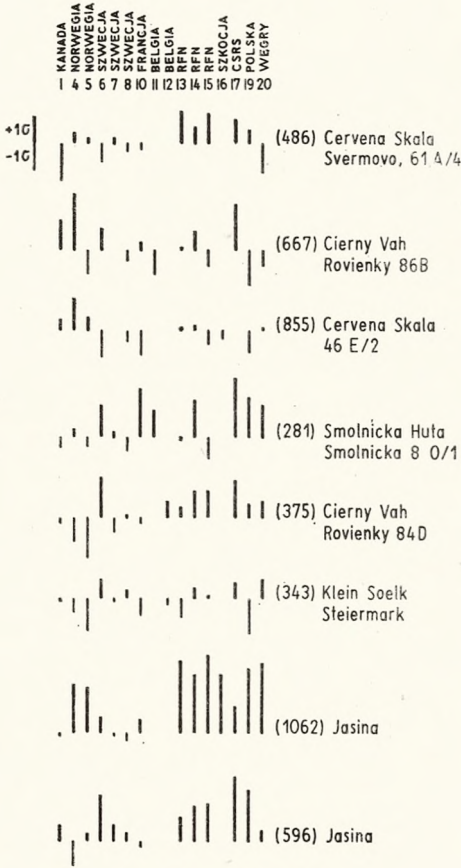 KANADA
NORWEGIA
NORWEGIA
SZWECJA
SZWECJA
SZWECJA
FRANCJA
BELGIA
BELGIA
RFN
RFN
RFN
SZKOCJA
CSRS
POLSKA
WĘGRY
1 4 5 6 7 8 10 11 12 13 14 15 16 17 19 20
+10
-10
(486) Cervena Skala
Svermovo, 61 A/4
(667) Cierny Vah
Rovienky 86B
(855) Cervena Skala
46 E/2
(281) Smolnicka Huta
Smolnicka 8 0/1
(375) Cierny Vah
Rovienky 84D
(343) Klein Soelk
Steiermark
(1062) Jasina
(596) Jasina